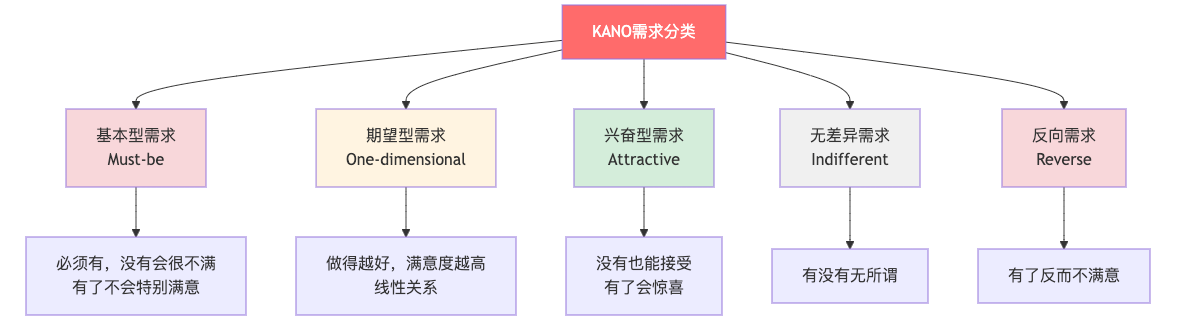 KANO需求分类
基本型需求
Must-be
期望型需求
One-dimensional
兴奋型需求
Attractive
无差异需求
Indifferent
反向需求
Reverse
必须有，没有会很不满
有了不会特别满意
做得越好，满意度越高
线性关系
没有也能接受
有了会惊喜
有没有无所谓
有了反而不满意